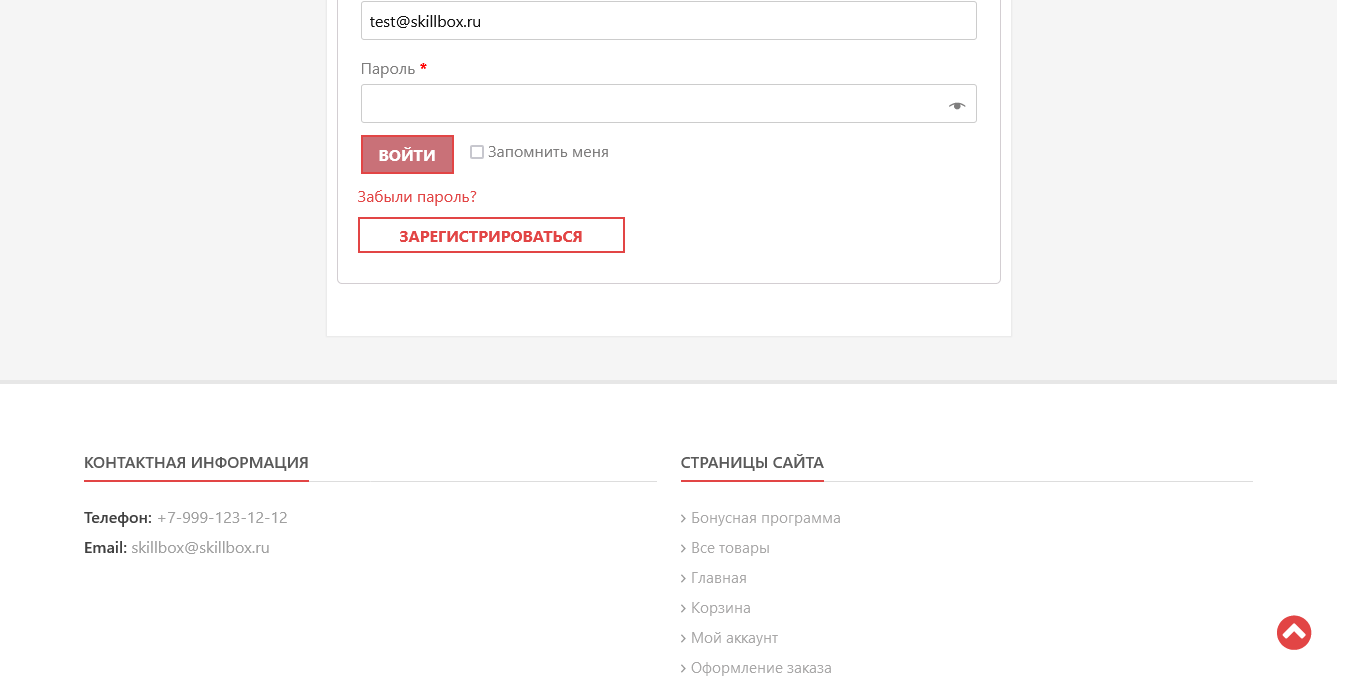 test@skillbox.ru
Пароль *
ВОЙТИ
Запомнить меня
Забыли пароль?
ЗАРЕГИСТРИРОВАТЬСЯ
КОНТАКТНАЯ ИНФОРМАЦИЯ
Телефон: +7-999-123-12-12
Email: skillbox@skillbox.ru
СТРАНИЦЫ САЙТА
Бонусная программа
Все товары
Главная
Корзина
Мой аккаунт
Оформление заказа